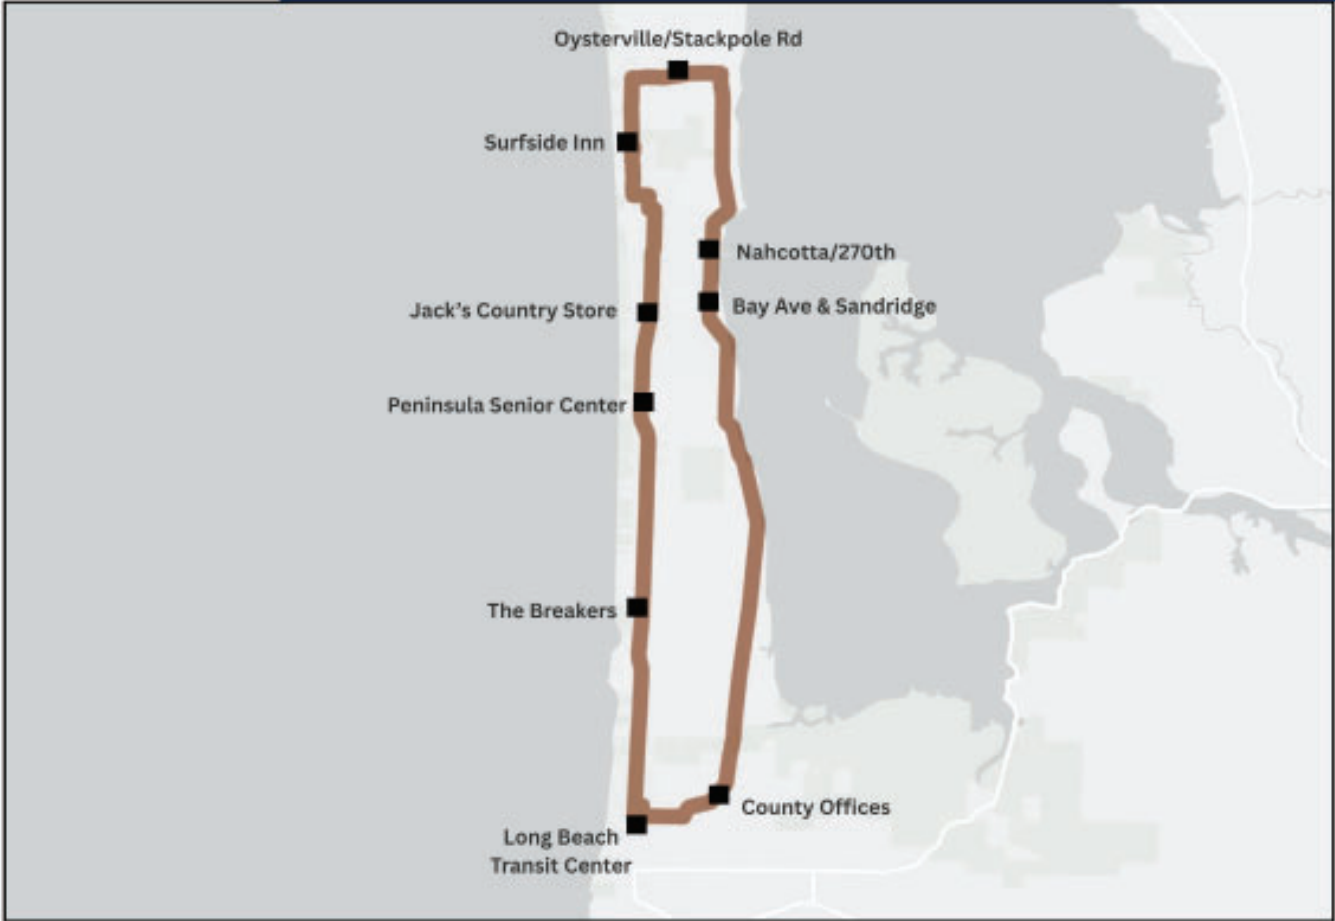 Oysterville/Stackpole Rd
Surfside Inn
Nahcotta/270th
Bay Ave & Sandridge
Jack's Country Store
Peninsula Senior Center
The Breakers
County Offices
Long Beach
Transit Center